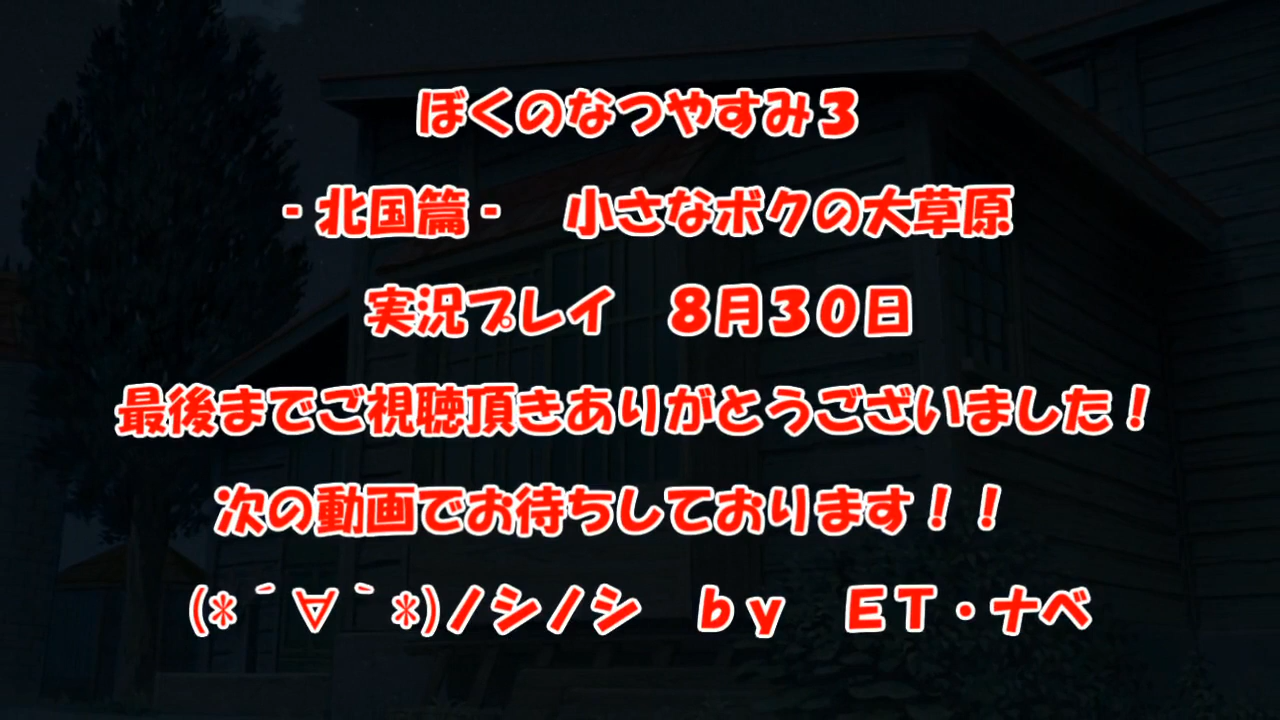 ぼくのなつやすみ３
‐北国篇‐　小さなボクの大草原
実況プレイ　８月３０日
最後までご視聴頂きありがとうございました！
次の動画でお待ちしております！！
(*´∀｀*)ノシノシ　ｂｙ　ＥＴ・ナベ